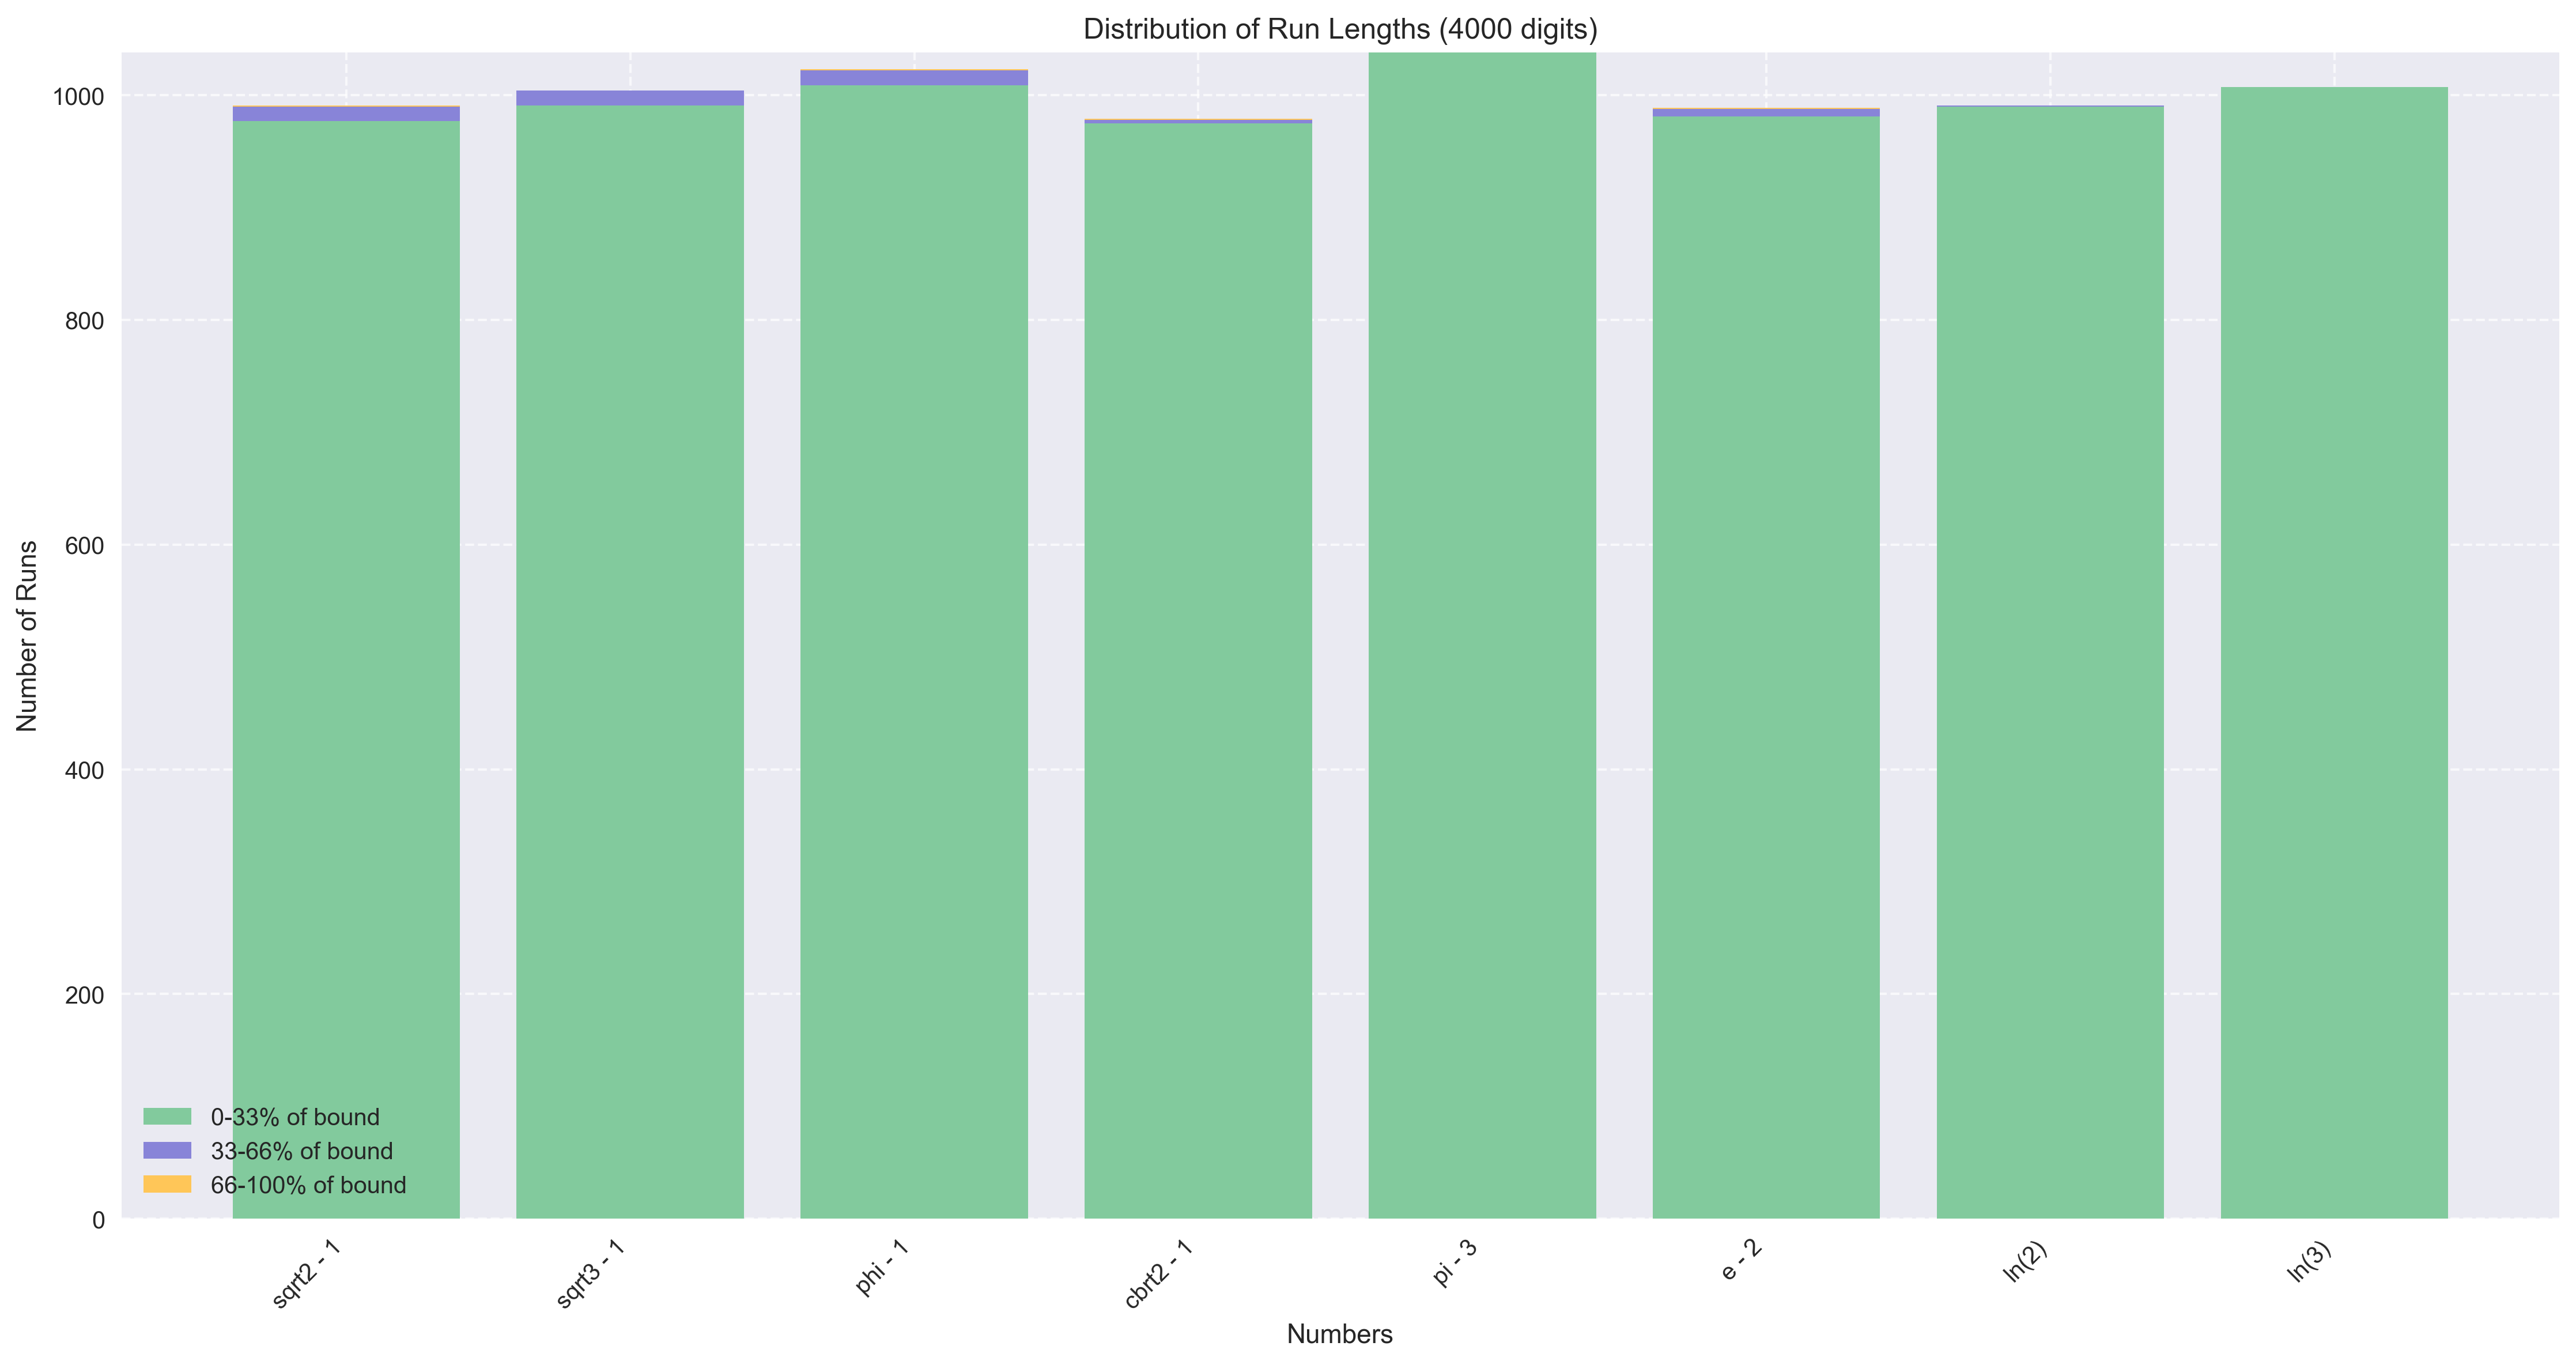 Distribution of Run Lengths (4000 digits)
Number of Runs
1000
800
600
400
200
0
0-33% of bound
33-66% of bound
66-100% of bound
sqrt2 - 1
sqrt3 - 1
phi - 1
cbrt2 - 1
pi - 3
e - 2
ln(2)
ln(3)
Numbers